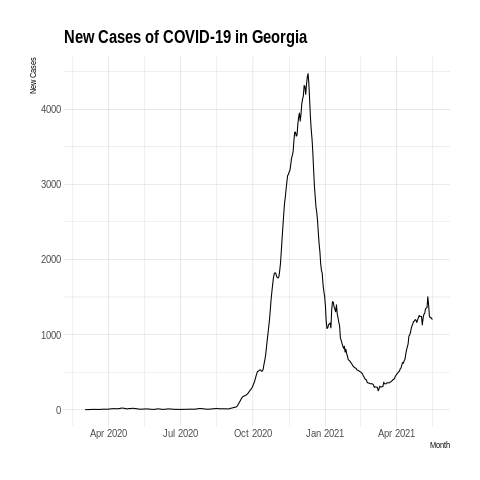 New Cases of COVID-19 in Georgia
New Cases
4000
3000
2000
1000
0
Apr 2020 Jul 2020 Oct 2020 Jan 2021 Apr 2021
Month